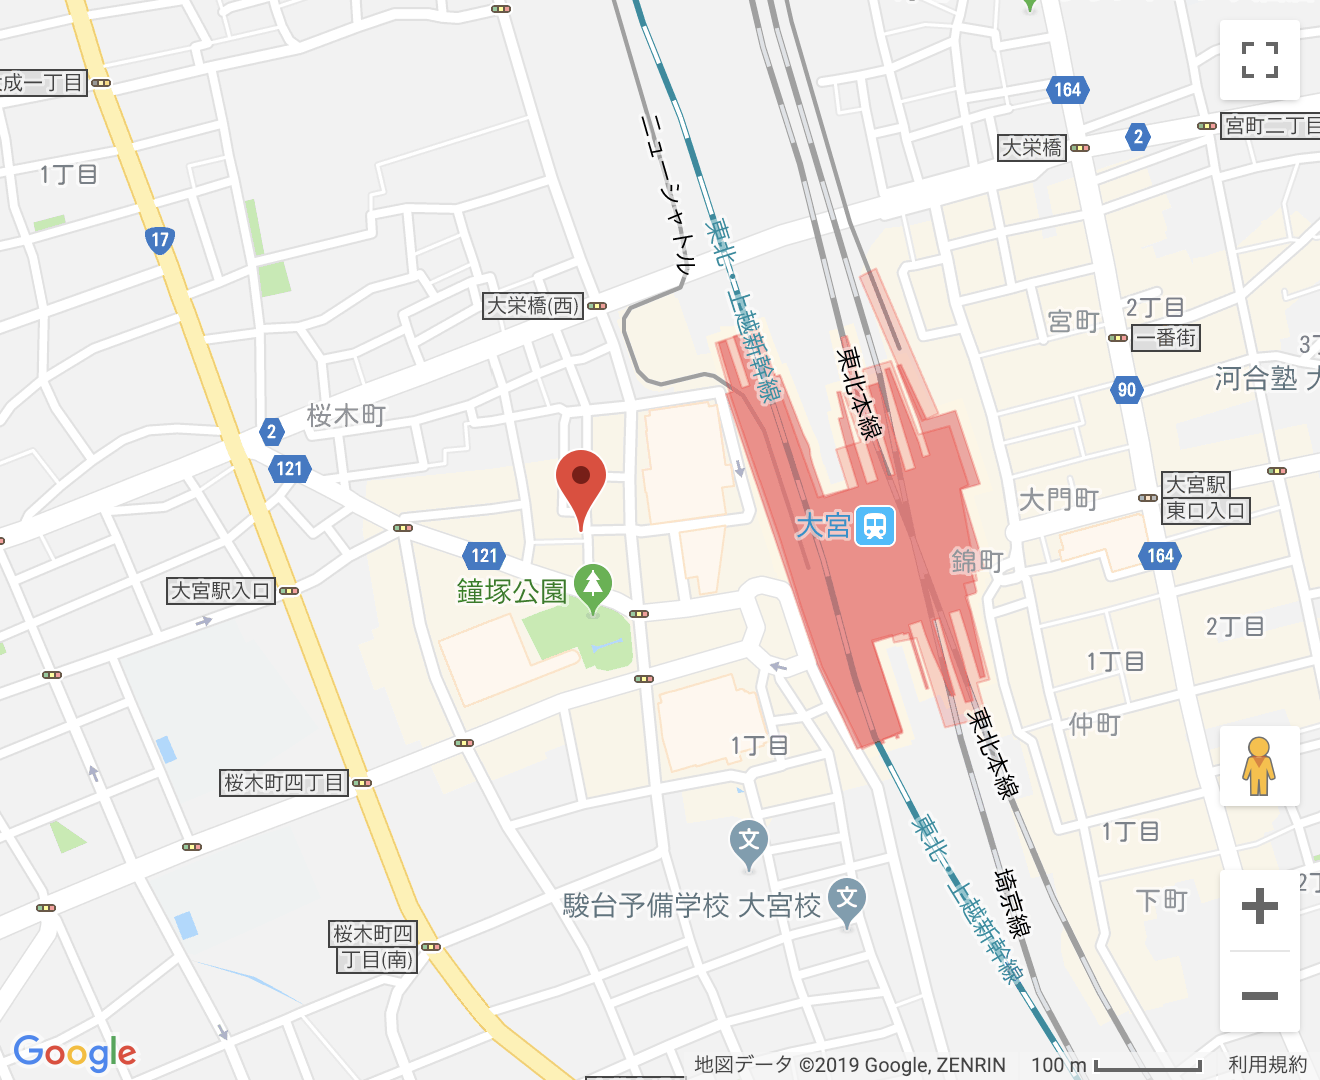 成一丁目
164
2
宮町二丁目
大栄橋
1丁目
ニューシャトル
17
東北・上越新幹線
大栄橋(西)
2丁目
宮町
一番街
3丁
河合塾 大
90
東北本線
桜木町
2
121
大宮駅
東口入口
大門町
大宮
121
164
錦町
大宮駅入口
鐘塚公園
2丁目
1丁目
仲町
1丁目
東北本線
桜木町四丁目
1丁目
東北・上越新幹線
埼京線
駿台予備学校 大宮校
下町
2丁
桜木町四
丁目(南)
Google
地図データ ©2019 Google, ZENRIN
100 m
利用規約